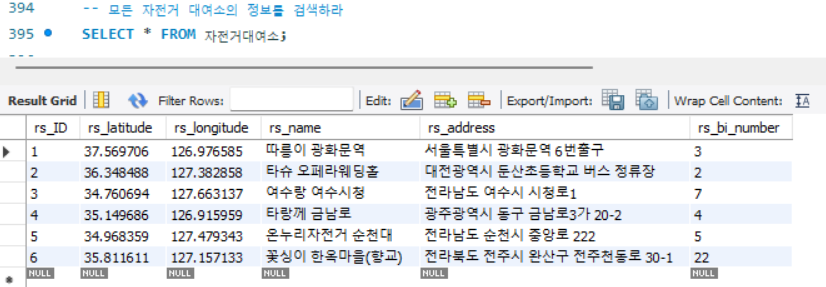 394 -- 모든 자전거 대여소의 정보를 검색하라
395 SELECT * FROM 자전거대여소;
Result Grid Filter Rows: Edit: Export/Import: Wrap Cell Content:
rs_ID rs_latitude rs_longitude rs_name rs_address rs_bi_number
1 37.569706 126.976585 따릉이 광화문역 서울특별시 광화문역 6번출구 3
2 36.348488 127.382858 타슈 오페라웨딩홀 대전광역시 둔산초등학교 버스 정류장 2
3 34.760694 127.663137 여수랑 여수시청 전라남도 여수시 시청로1 7
4 35.149686 126.915959 타랑께 금남로 광주광역시 동구 금남로3가 20-2 4
5 34.968359 127.479343 온누리자전거 순천대 전라남도 순천시 중앙로 222 5
6 35.811611 127.157133 꽃싱이 한옥마을(향교) 전라북도 전주시 완산구 전주천동로 30-1 22
NULL NULL NULL NULL NULL NULL